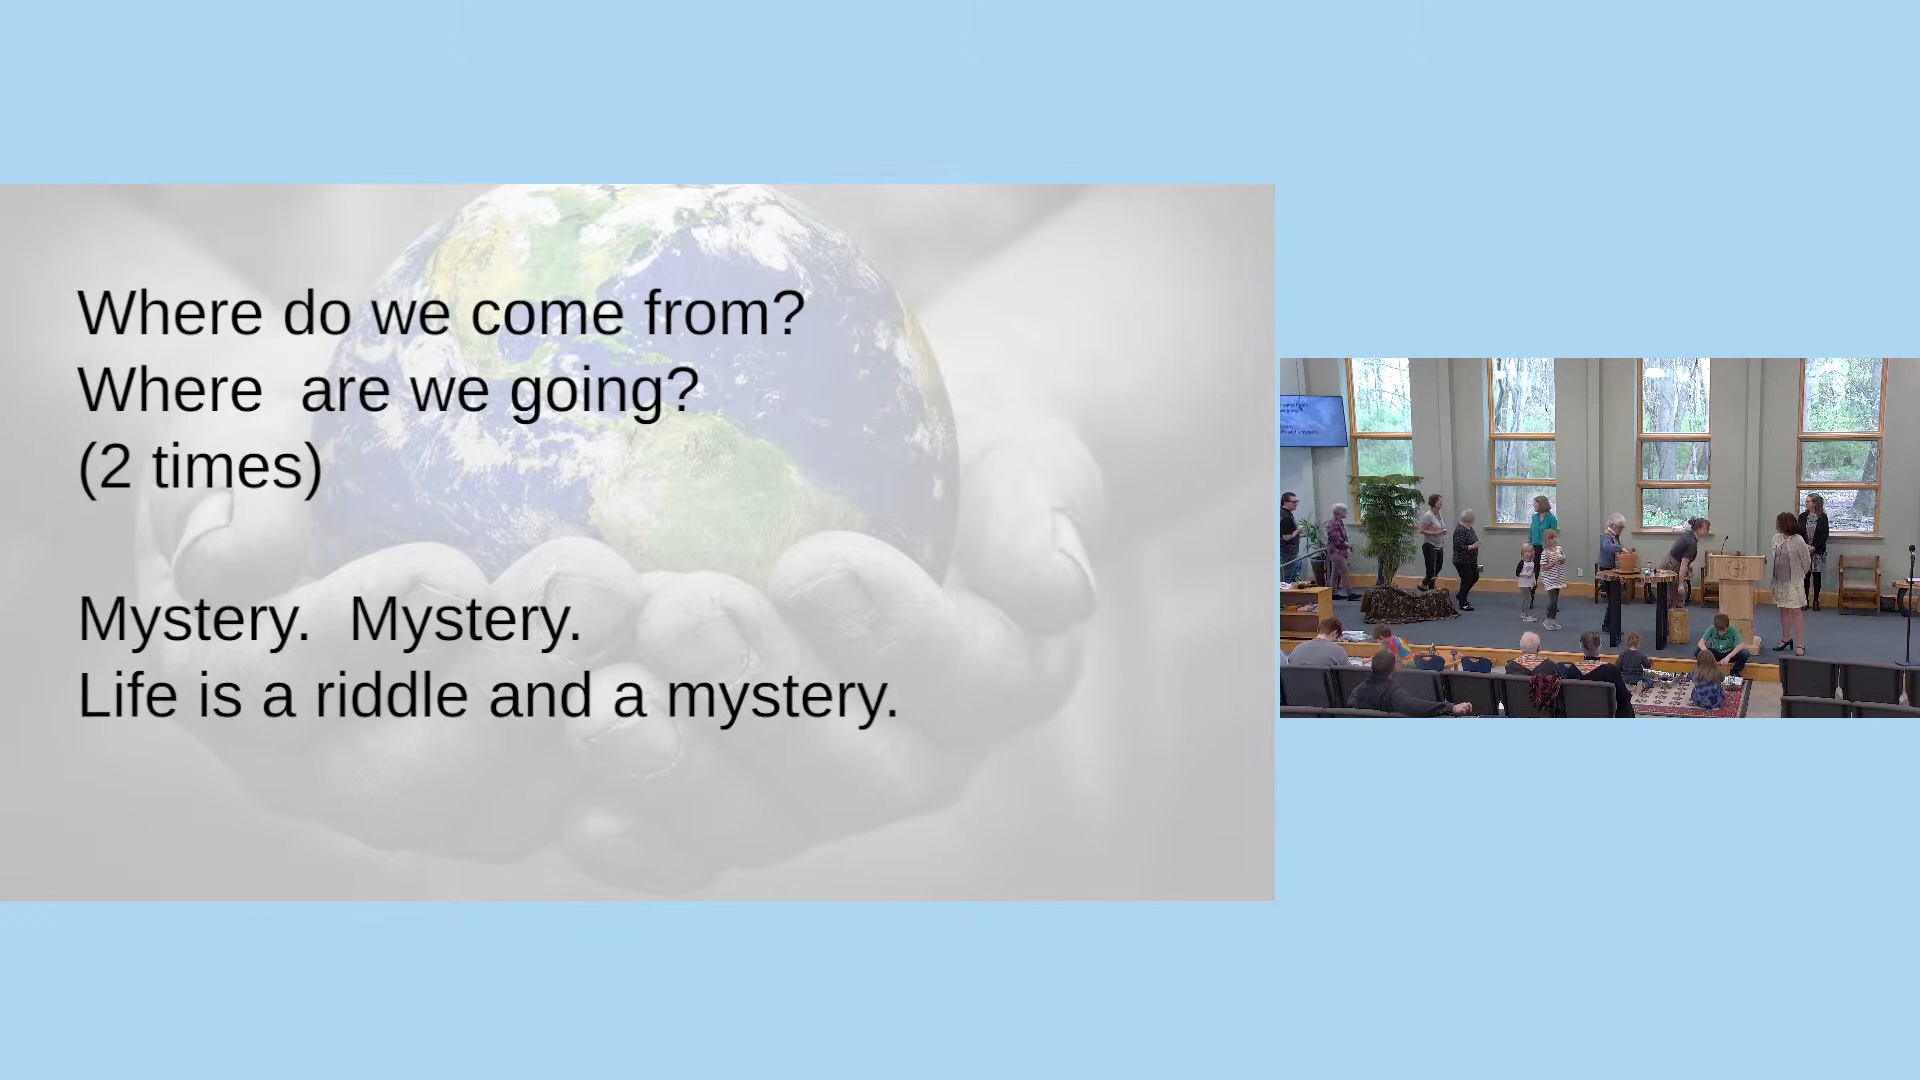 Where do we come from?
Where  are we going?
(2 times)
Mystery.  Mystery.
Life is a riddle and a mystery.